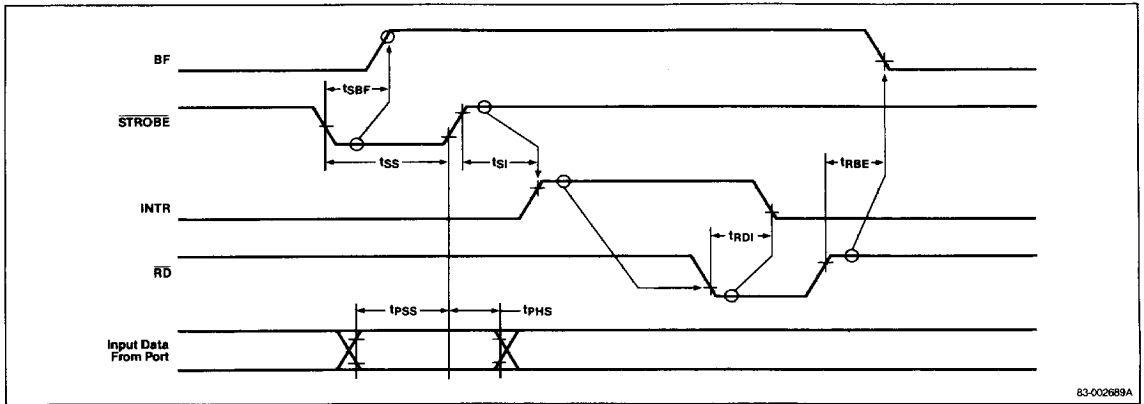 BF
tSBF
STROBE
tSS
tSI
tRBE
INTR
tRDI
RD
tPSS
tPHS
Input Data
From Port
83-002689A